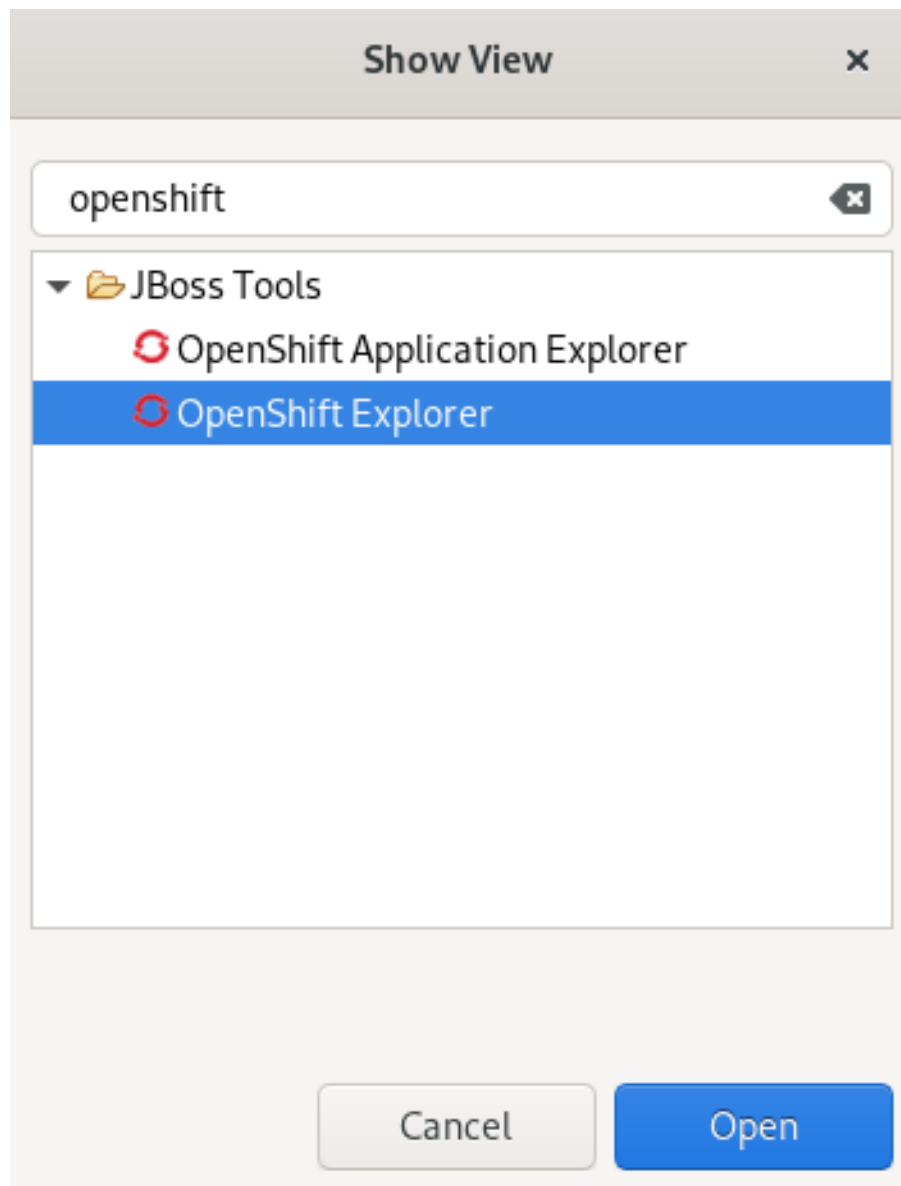 Show View
openshift
JBoss Tools
OpenShift Application Explorer
OpenShift Explorer
Cancel
Open